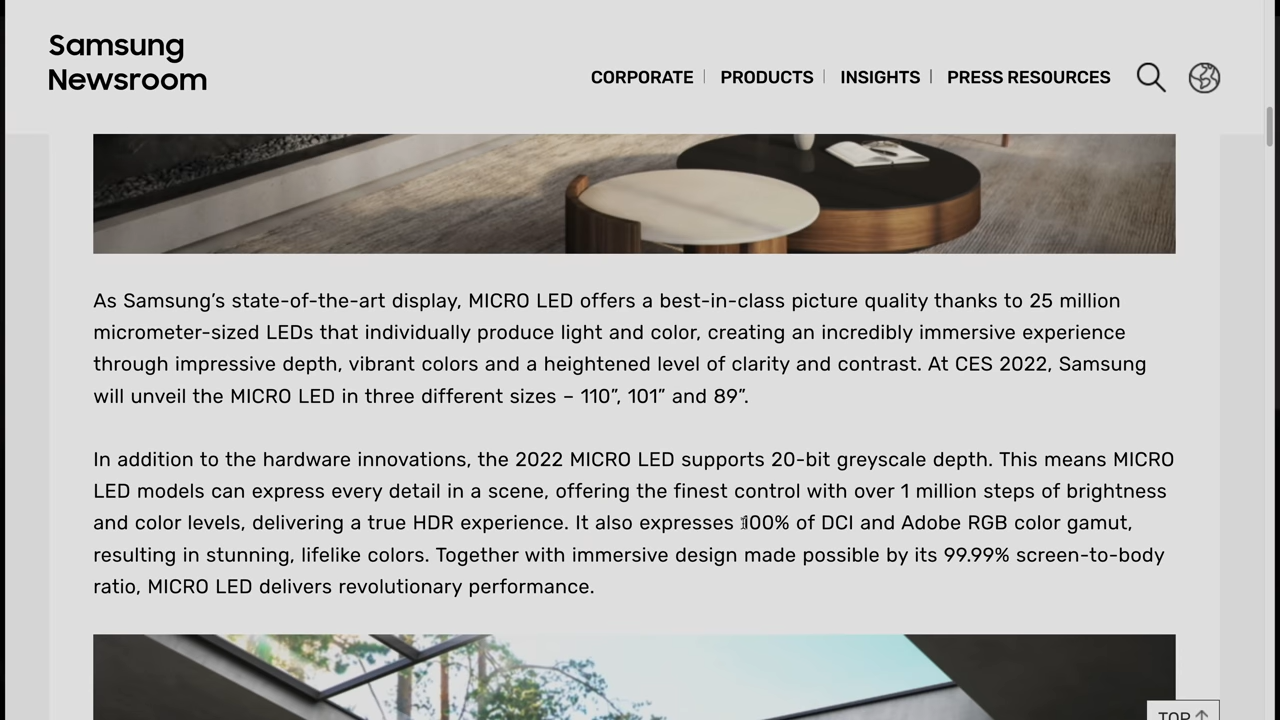 Samsung
Newsroom
CORPORATE
PRODUCTS
INSIGHTS
PRESS RESOURCES
As Samsung’s state-of-the-art display, MICRO LED offers a best-in-class picture quality thanks to 25 million
micrometer-sized LEDs that individually produce light and color, creating an incredibly immersive experience
through impressive depth, vibrant colors and a heightened level of clarity and contrast. At CES 2022, Samsung
will unveil the MICRO LED in three different sizes – 110”, 101” and 89”.
In addition to the hardware innovations, the 2022 MICRO LED supports 20-bit greyscale depth. This means MICRO
LED models can express every detail in a scene, offering the finest control with over 1 million steps of brightness
and color levels, delivering a true HDR experience. It also expresses 100% of DCI and Adobe RGB color gamut,
resulting in stunning, lifelike colors. Together with immersive design made possible by its 99.99% screen-to-body
ratio, MICRO LED delivers revolutionary performance.
TOP